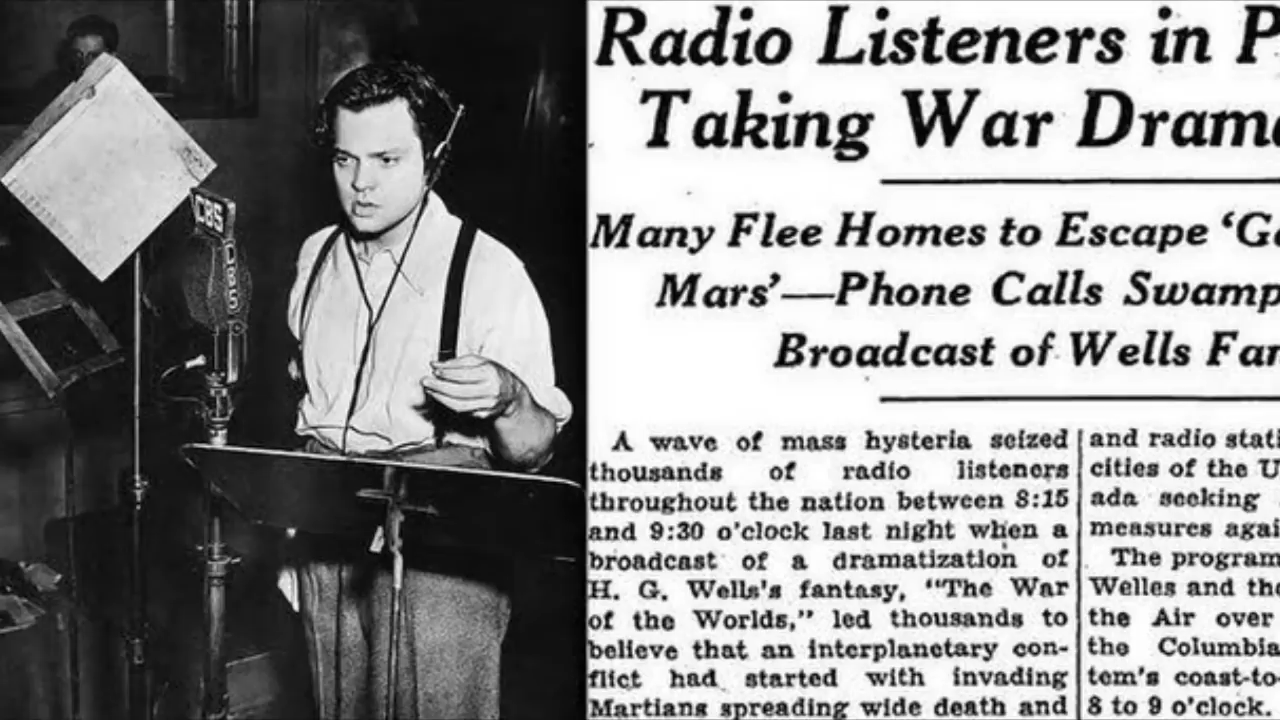 CBS
CBS
Radio Listeners in P
Taking War Drama
Many Flee Homes to Escape ‘Ga
Mars’—Phone Calls Swamp
Broadcast of Wells Fan
A wave of mass hysteria seized
thousands of radio listeners
throughout the nation between 8:15
and 9:30 o'clock last night when a
broadcast of a dramatization of
H. G. Wells's fantasy, “The War
of the Worlds,” led thousands to
believe that an interplanetary con-
flict had started with invading
Martians spreading wide death and
and radio stati
cities of the U
ada seeking
measures agai
The program
Welles and the
the Air over
the Columbia
tem's coast-to-
8 to 9 o'clock.